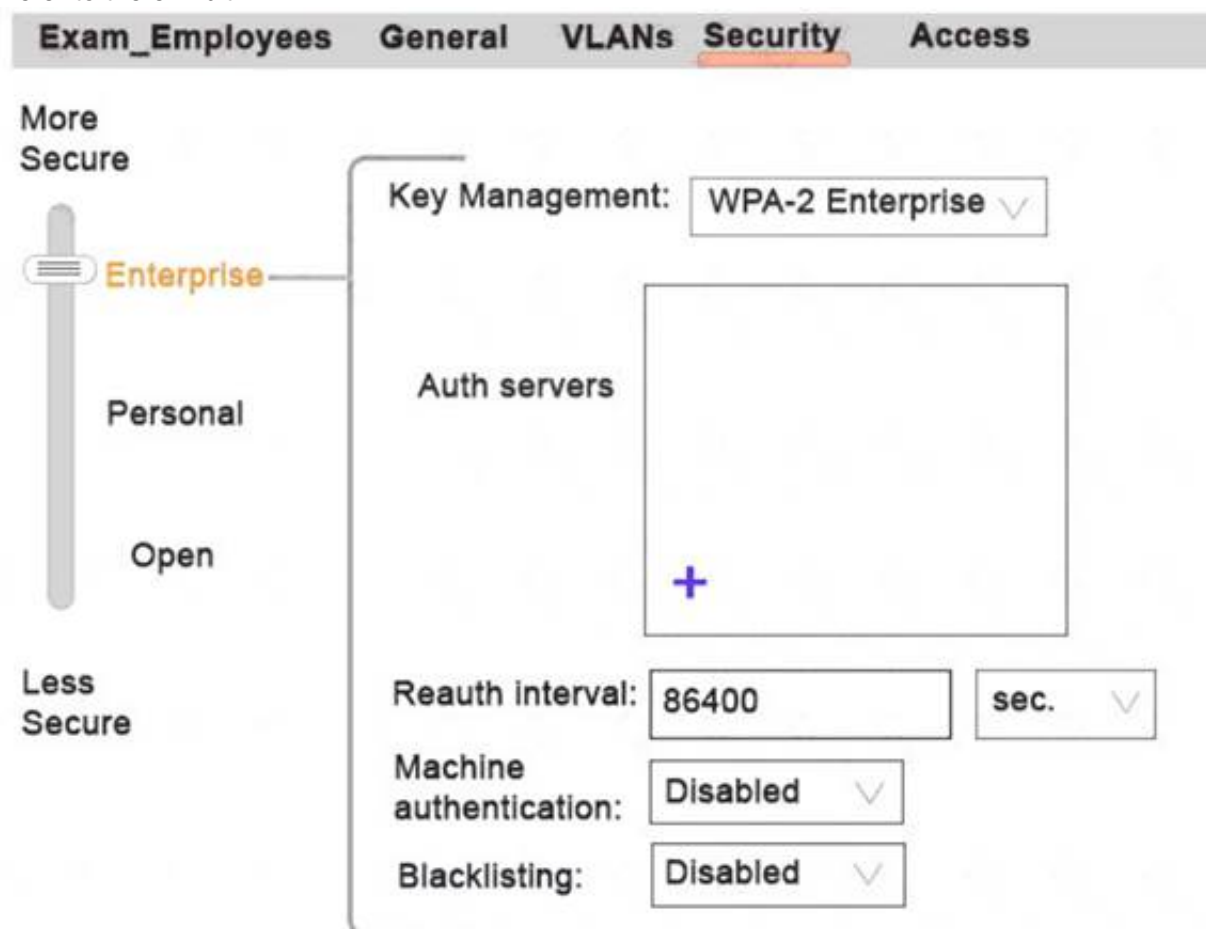 Exam_Employees General VLANs Security Access
More
Secure
Key Management: WPA-2 Enterprise
Enterprise
Auth servers
Personal
Open
+
Less
Secure
Reauth interval: 86400 sec.
Machine
authentication: Disabled
Blacklisting: Disabled